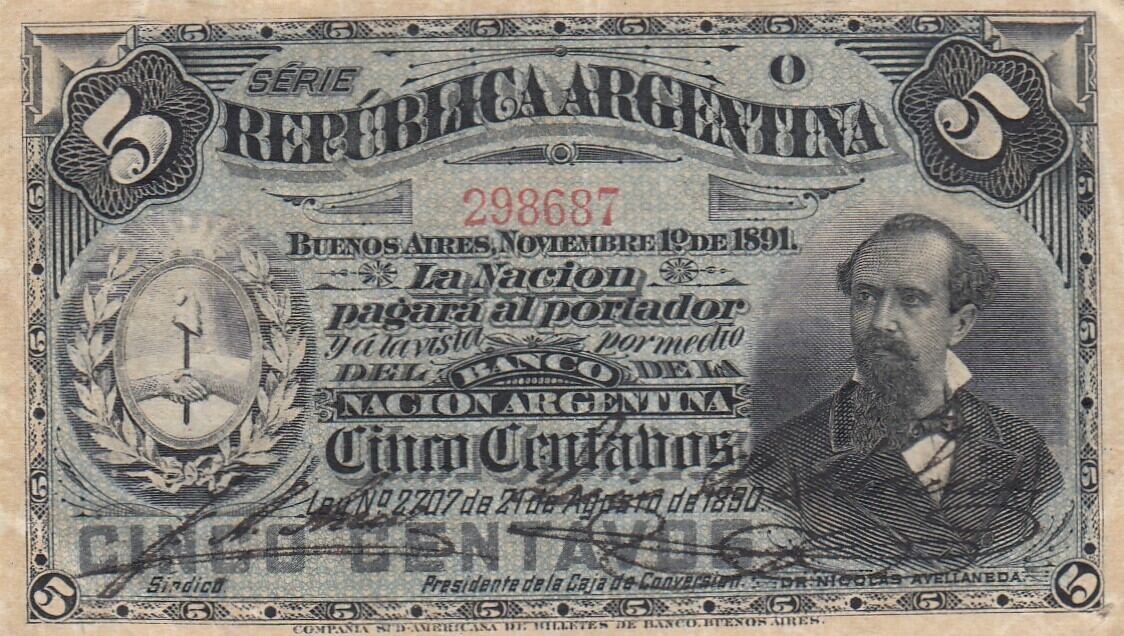 SÉRIE O
5 REPÚBLICA ARGENTINA 5
298687
BUENOS AIRES, NOVIEMBRE 1º DE 1891.
La Nacion
pagará al portador
y á la vista por medio
DEL BANCO DE LA
NACION ARGENTINA
Cinco Centavos
Ley Nº 2707 de 21 de Agosto de 1890.
CINCO CENTAVOS
Sindico Presidente de la Caja de Conversion. DR NICOLAS AVELLANEDA.
5 5
COMPAÑIA SUD-AMERICANA DE BILLETES DE BANCO, BUENOS AIRES.